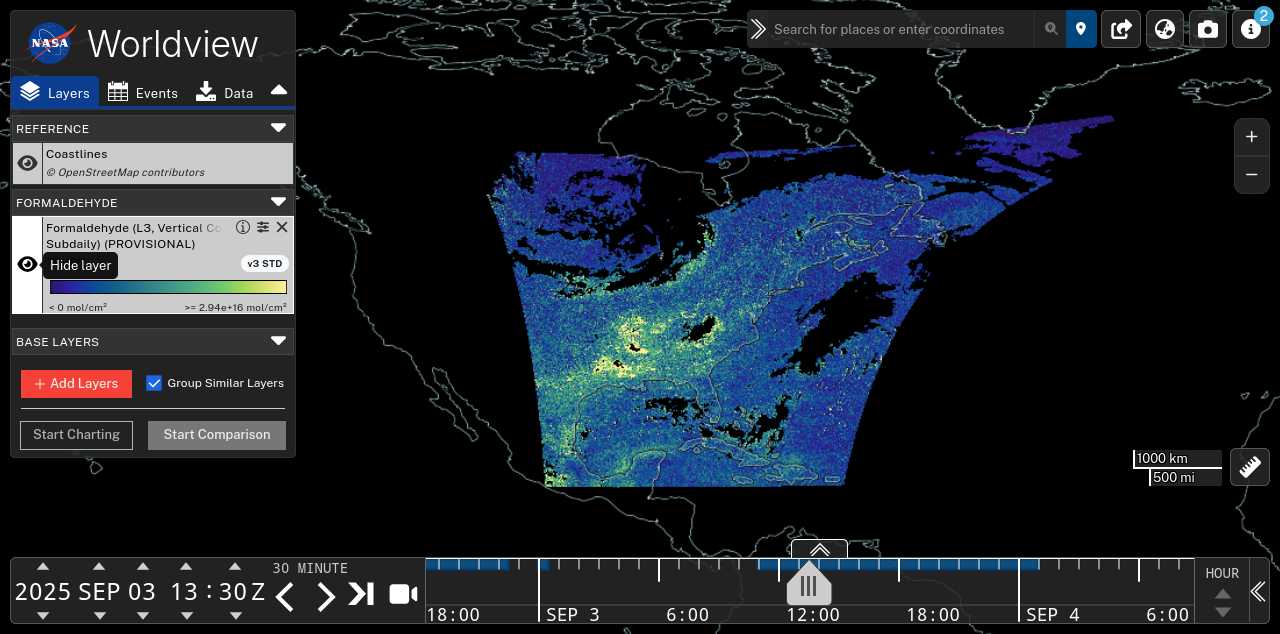 NASA
Worldview
Layers
Events
Data
REFERENCE
Coastlines
© OpenStreetMap contributors
FORMALDEHYDE
Formaldehyde (L3, Vertical Co
Subdaily) (PROVISIONAL)
Hide layer
v3 STD
< 0 mol/cm²
>= 2.94e+16 mol/cm²
BASE LAYERS
+ Add Layers
Group Similar Layers
Start Charting
Start Comparison
Search for places or enter coordinates
2
+
−
1000 km
500 mi
2025 SEP 03 13 : 30 Z
30 MINUTE
18:00
SEP 3
6:00
12:00
18:00
SEP 4
6:00
HOUR